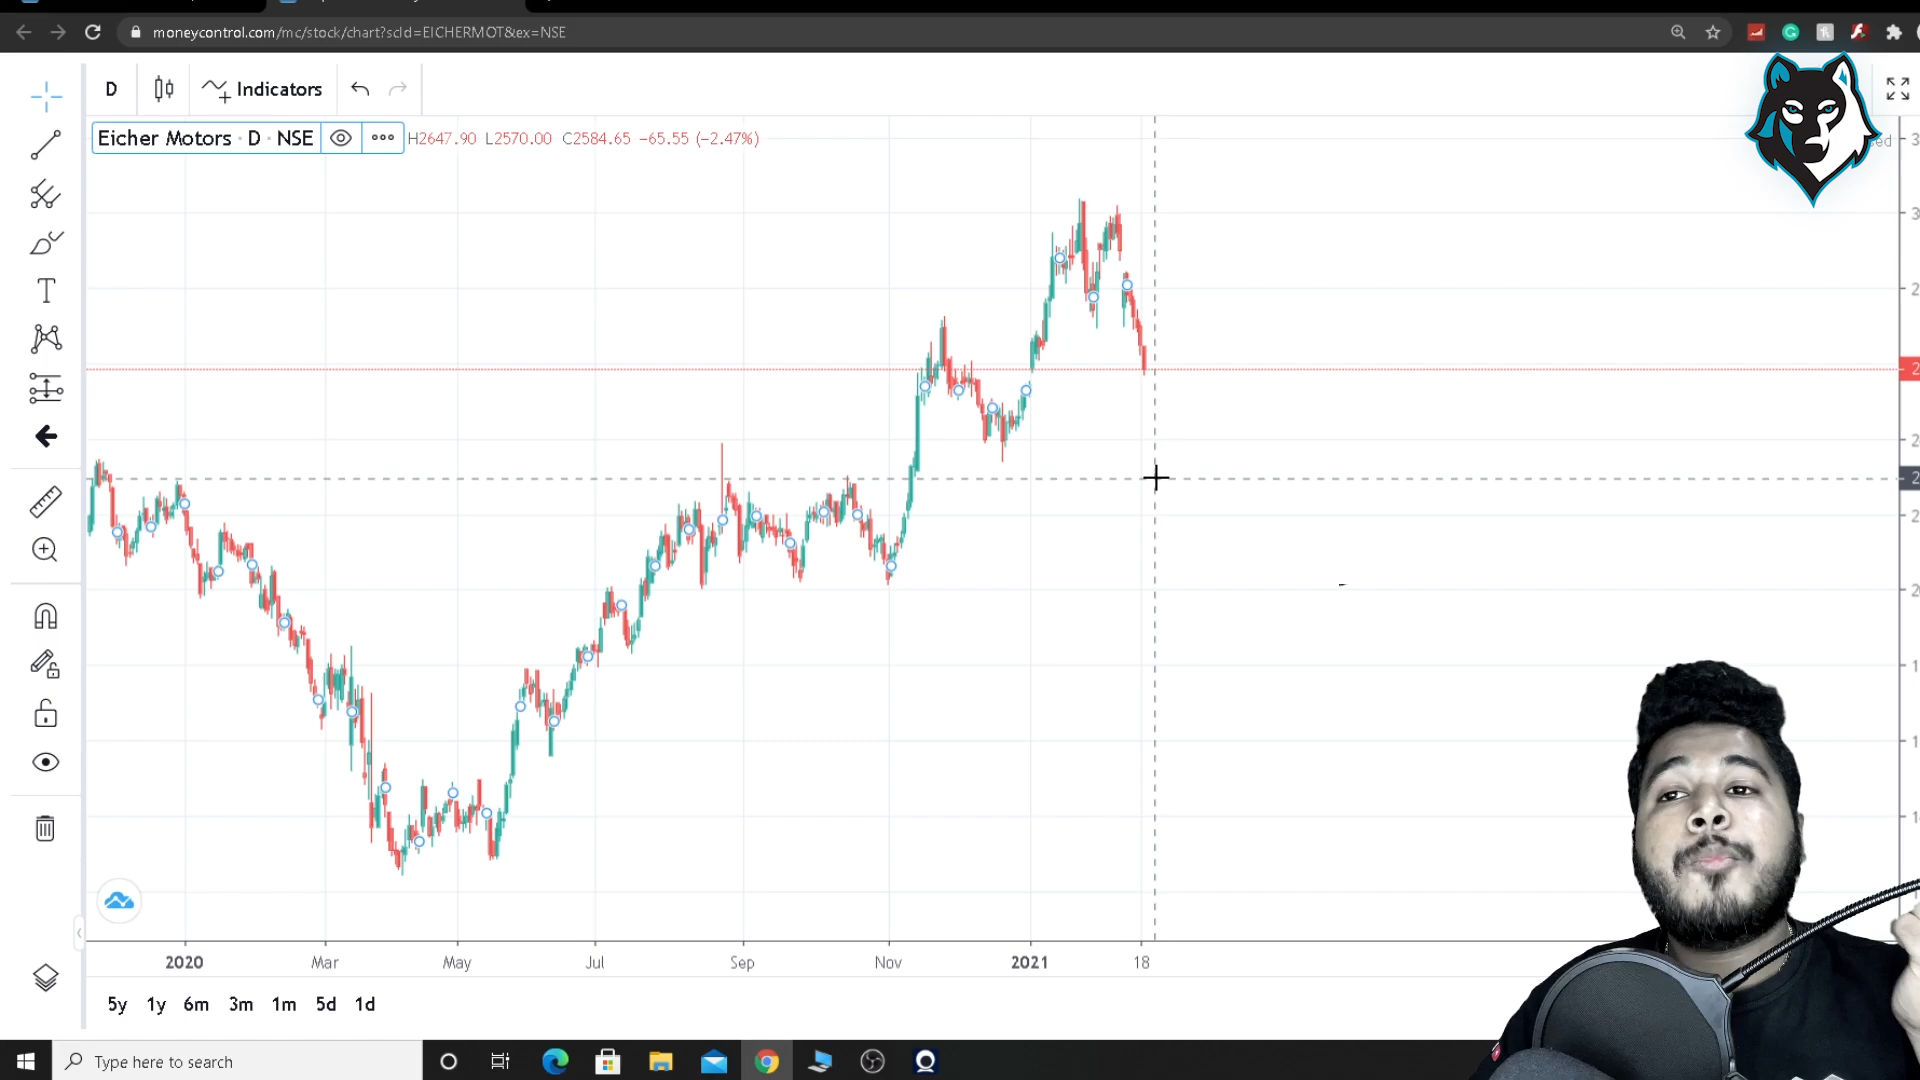 moneycontrol.com/mc/stock/chart?scId=EICHERMOT&ex=NSE
D
Indicators
Eicher Motors · D · NSE
H2647.90 L2570.00 C2584.65 −65.55 (−2.47%)
2020 Mar May Jul Sep Nov 2021 18
5y 1y 6m 3m 1m 5d 1d
Type here to search